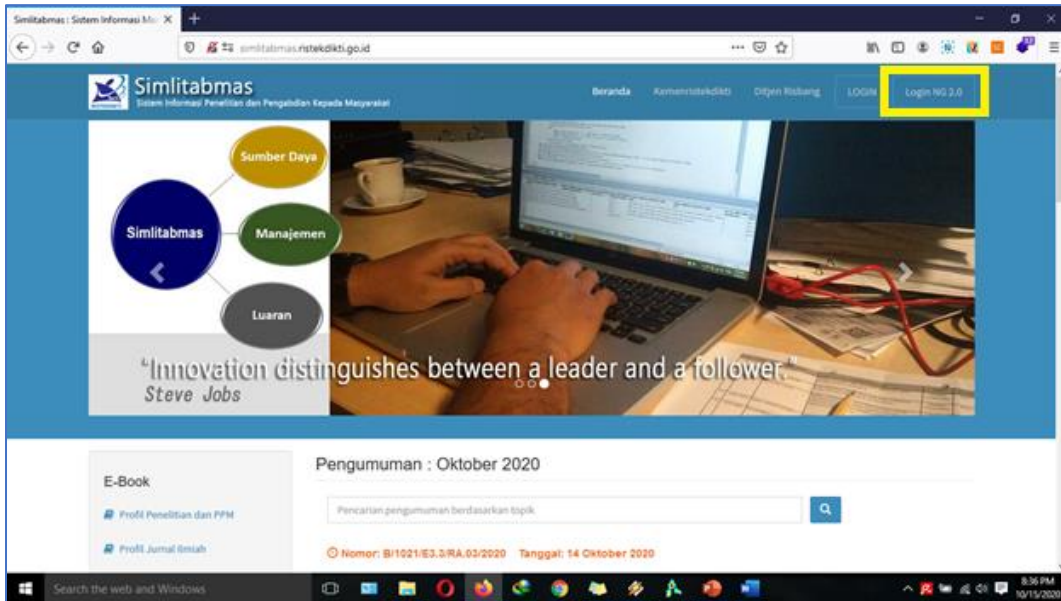 Simlitabmas : Sistem Informasi
simlitabmas.ristekdikti.go.id
Simlitabmas
Sistem Informasi Penelitian dan Pengabdian Kepada Masyarakat
Beranda Kemenristekdikti Ditjen Risbang LOGIN Login NG 2.0
Sumber Daya
Simlitabmas
Manajemen
Luaran
"Innovation distinguishes between a leader and a follower."
Steve Jobs
E-Book
Profil Penelitian dan PPM
Profil Jurnal Ilmiah
Pengumuman : Oktober 2020
Pencarian pengumuman berdasarkan topik
Nomor: B/1021/E3.3/RA.03/2020 Tanggal: 14 Oktober 2020
Search the web and Windows
8:36 PM
10/15/2020